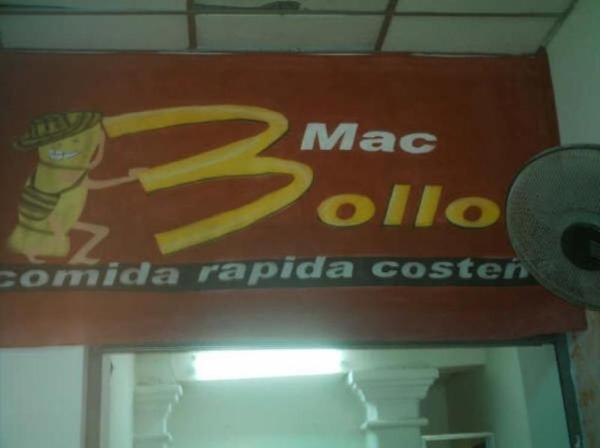 Mac
Bollo
comida rapida costeñ